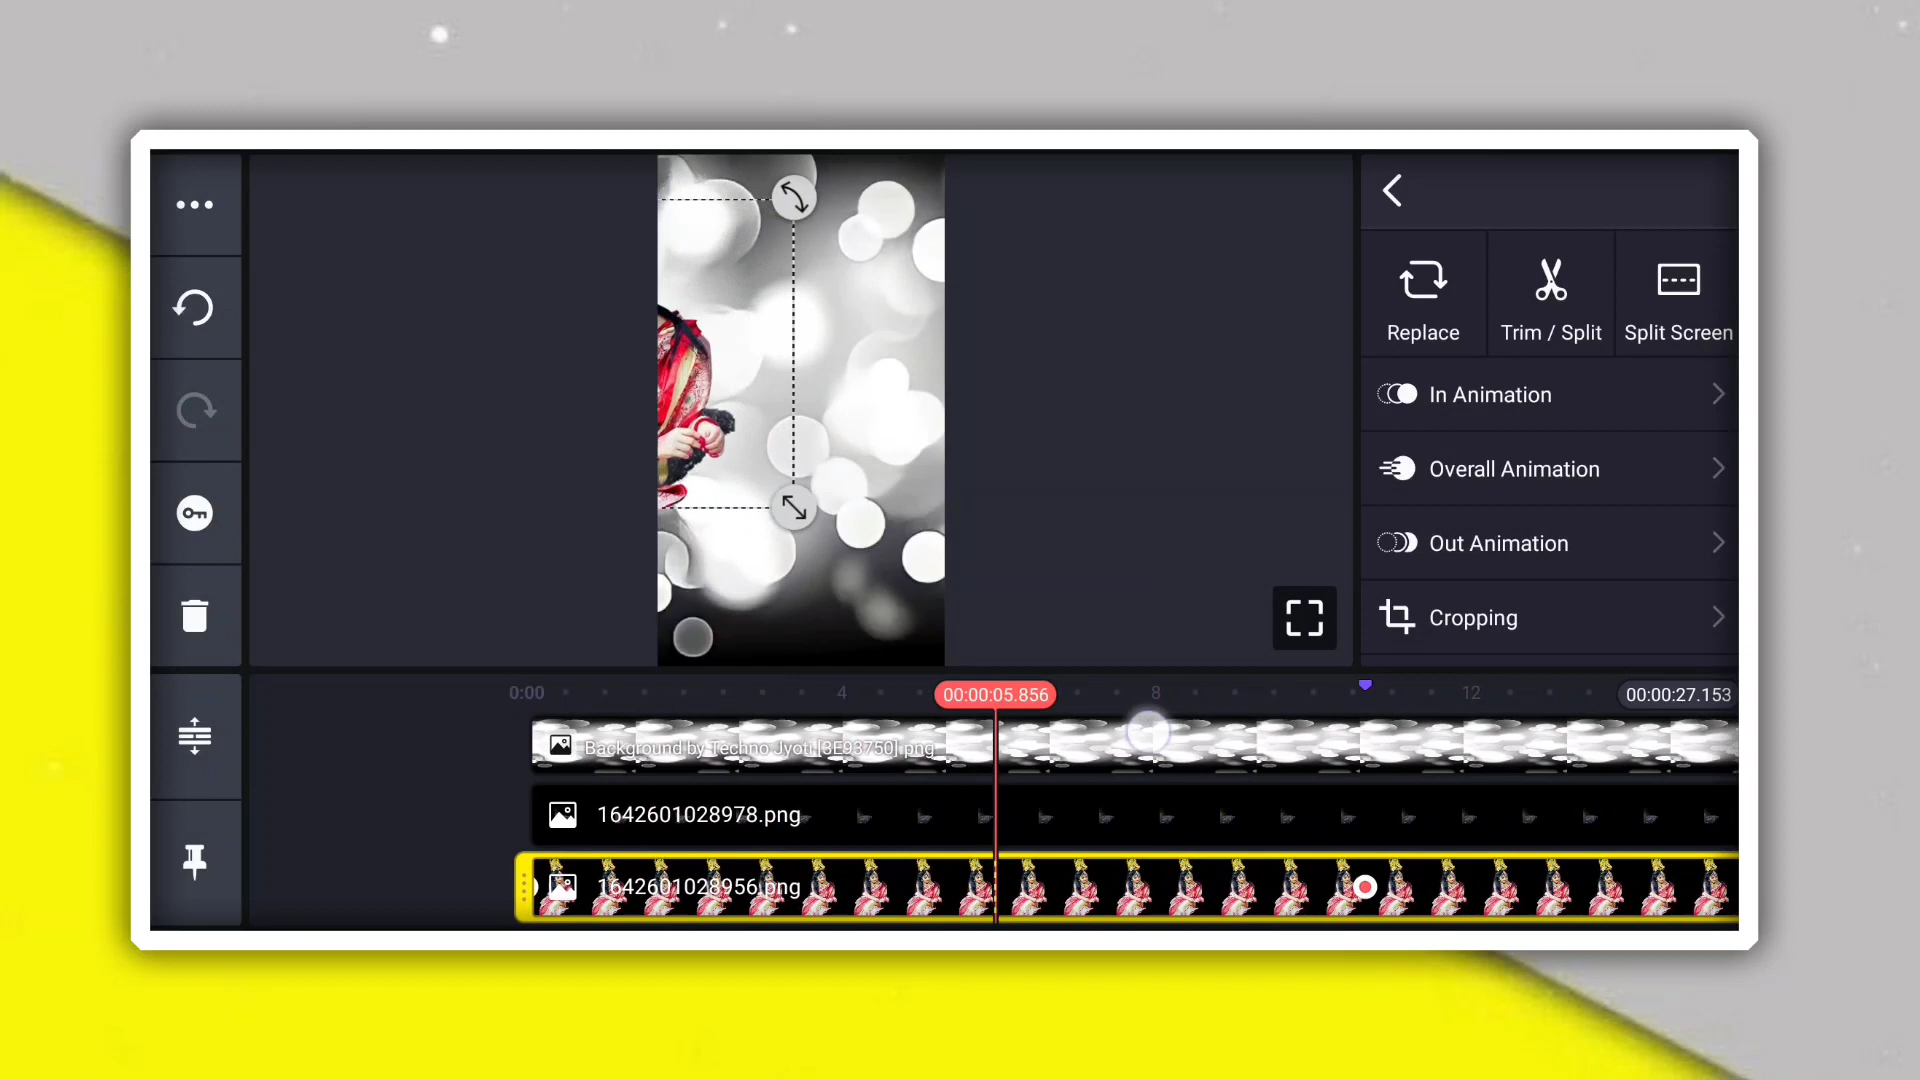 Replace
Trim / Split
Split Screen
In Animation
Overall Animation
Out Animation
Cropping
0:00
4
00:00:05.856
8
12
00:00:27.153
Background by Techno Jyoti [3E93750].png
1642601028978.png
1642601028956.png